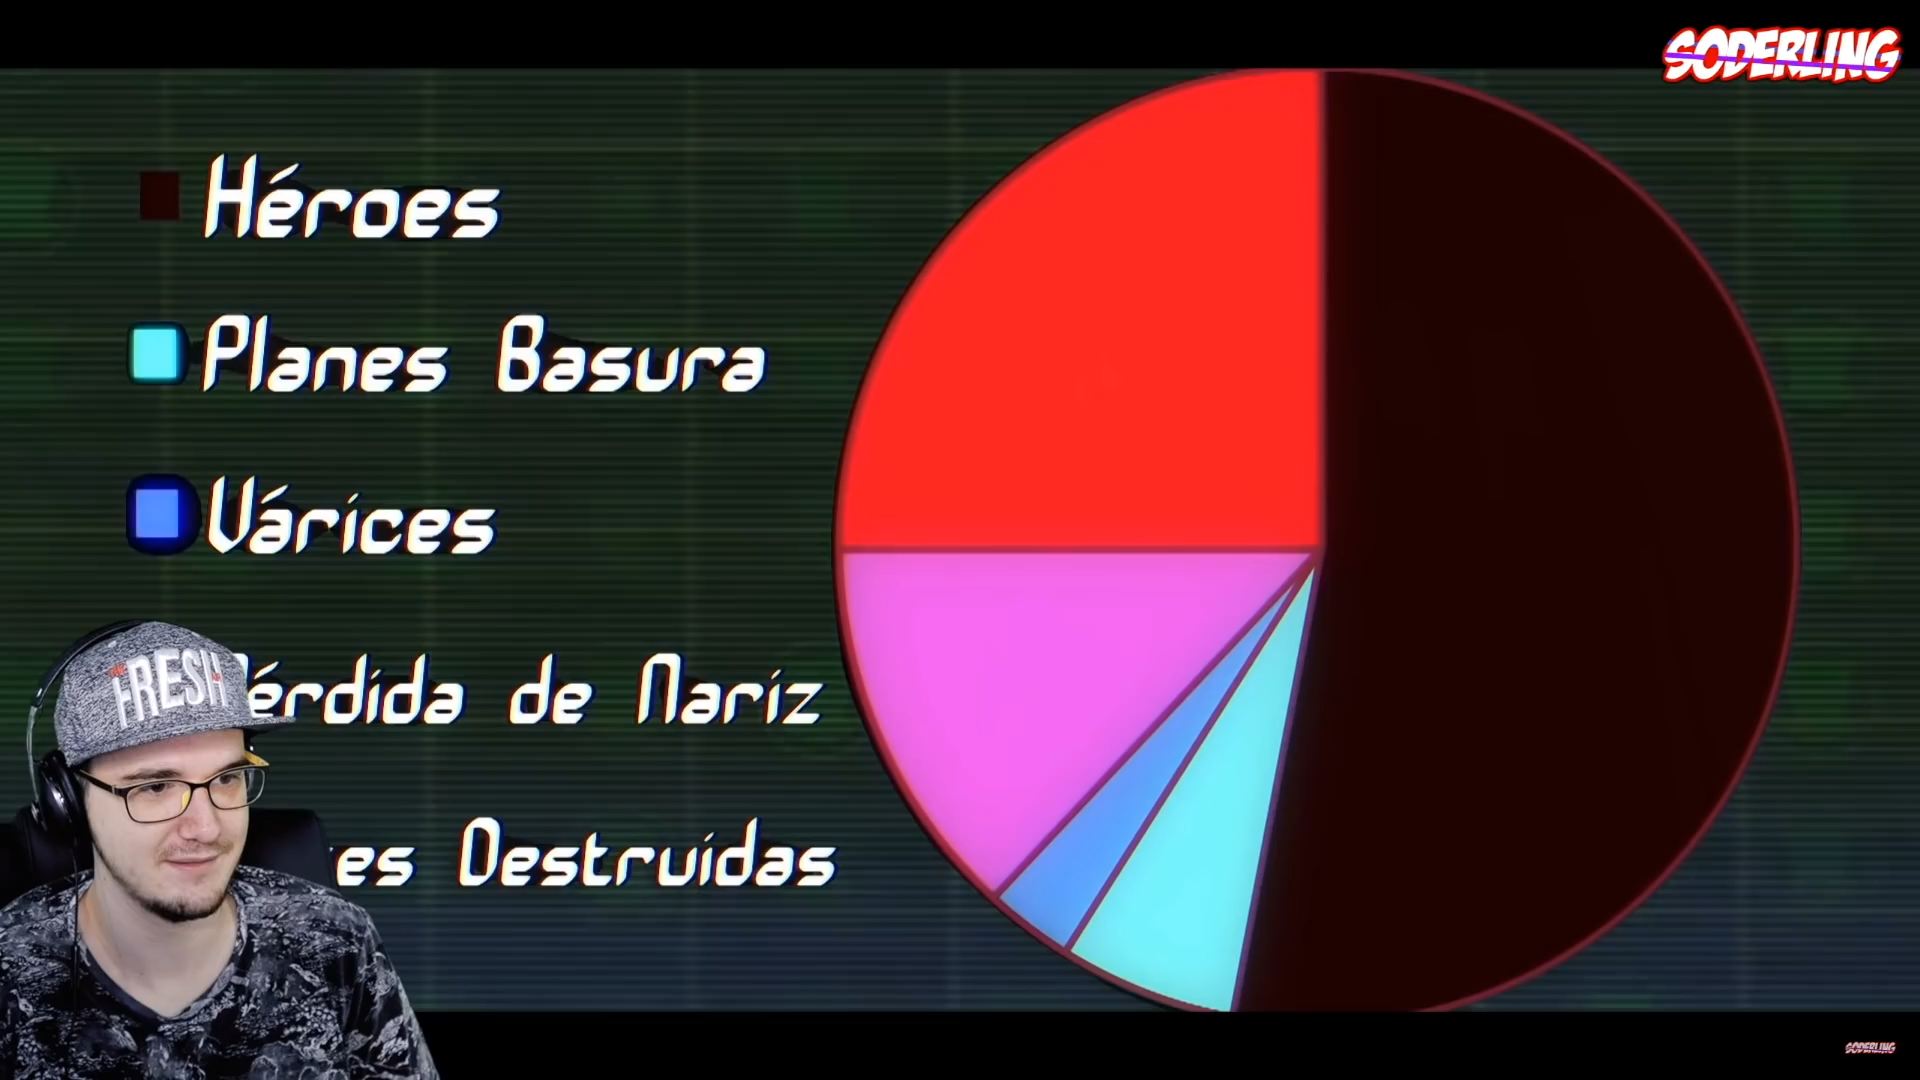 SODERLING
Héroes
Planes Basura
Várices
érdida de Nariz
es Destruidas
FRESH
SODERLING